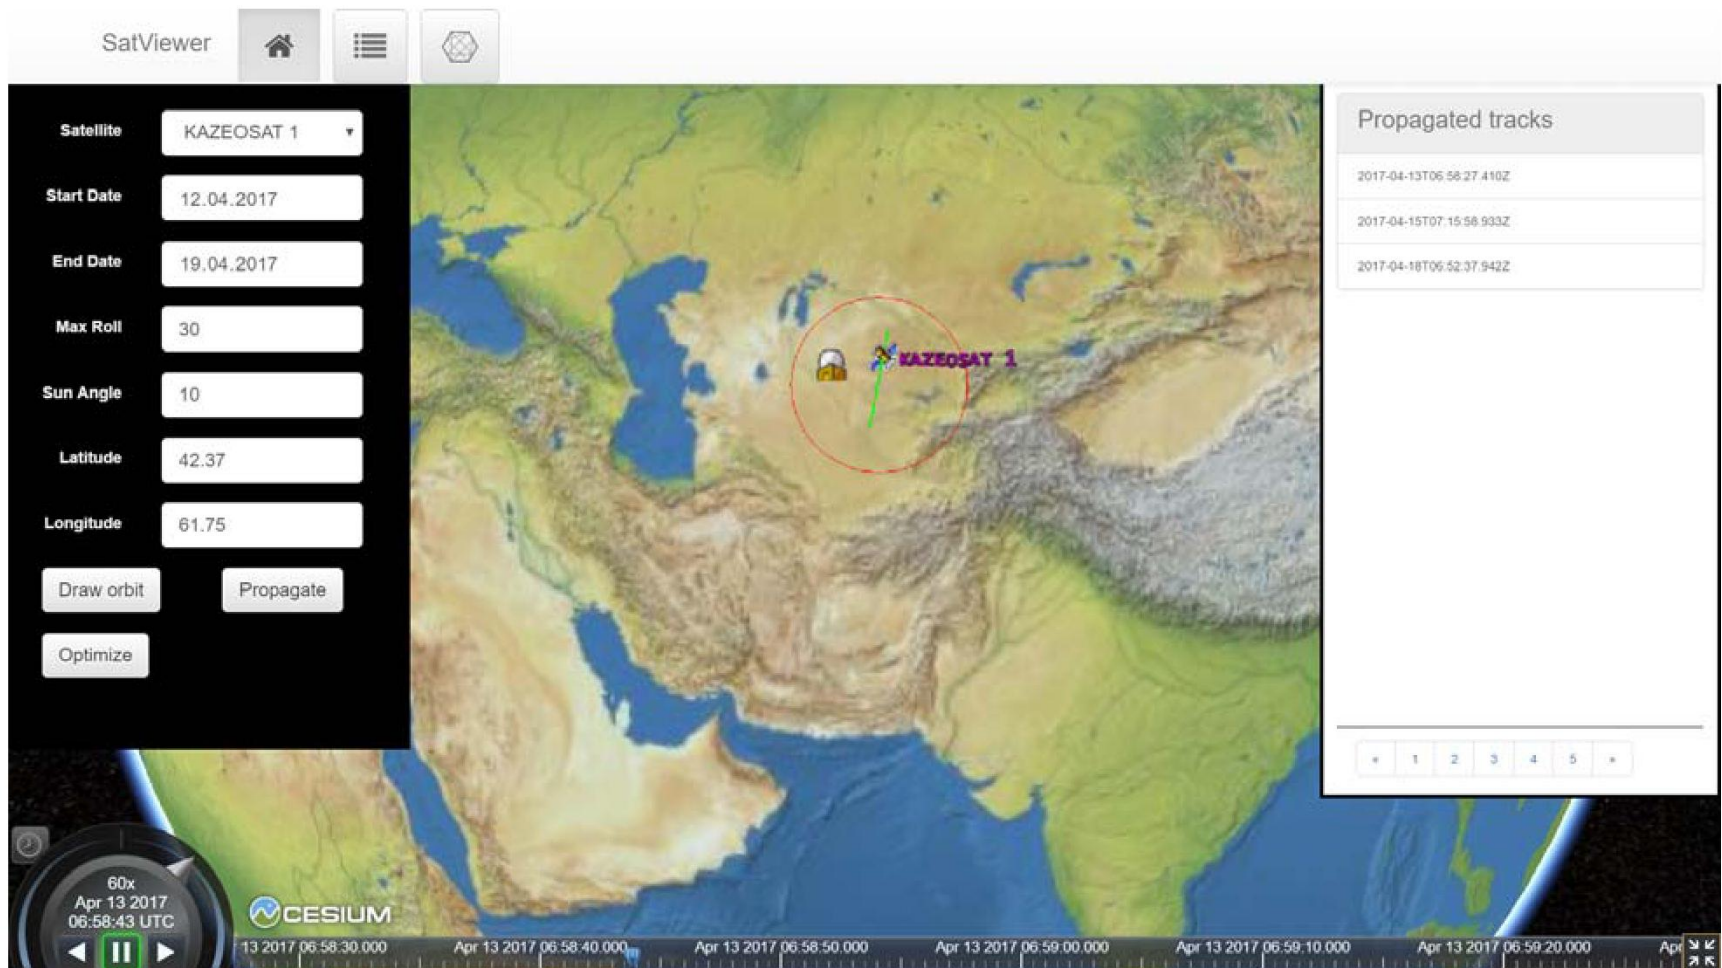 SatViewer
Satellite KAZEOSAT 1
Start Date 12.04.2017
End Date 19.04.2017
Max Roll 30
Sun Angle 10
Latitude 42.37
Longitude 61.75
Draw orbit Propagate
Optimize
KAZEOSAT 1
Propagated tracks
2017-04-13T06:58:27.410Z
2017-04-15T07:15:58.933Z
2017-04-18T06:52:37.942Z
« 1 2 3 4 5 »
60x
Apr 13 2017
06:58:43 UTC
CESIUM
13 2017 06:58:30.000 Apr 13 2017 06:58:40.000 Apr 13 2017 06:58:50.000 Apr 13 2017 06:59:00.000 Apr 13 2017 06:59:10.000 Apr 13 2017 06:59:20.000 Apr